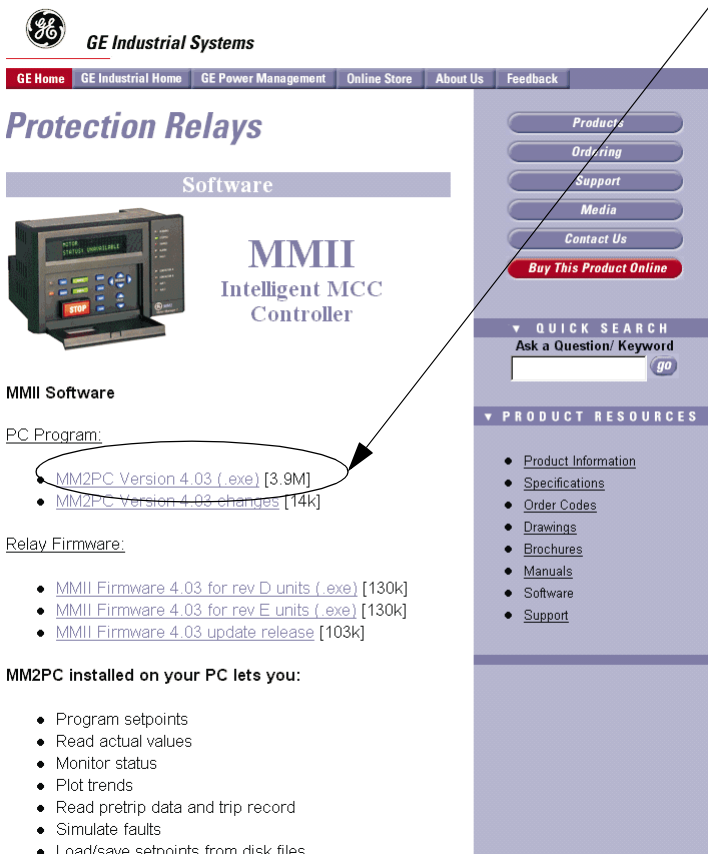 GE Industrial Systems
GE Home GE Industrial Home GE Power Management Online Store About Us Feedback
Protection Relays
Software
MOTOR
STATUS UNAVAILABLE
STOP
MMII
Intelligent MCC
Controller
MMII Software
PC Program:
MM2PC Version 4.03 (.exe) [3.9M]
MM2PC Version 4.03 changes [14k]
Relay Firmware:
MMII Firmware 4.03 for rev D units (.exe) [130k]
MMII Firmware 4.03 for rev E units (.exe) [130k]
MMII Firmware 4.03 update release [103k]
MM2PC installed on your PC lets you:
Program setpoints
Read actual values
Monitor status
Plot trends
Read pretrip data and trip record
Simulate faults
Load/save setpoints from disk files
Products
Ordering
Support
Media
Contact Us
Buy This Product Online
QUICK SEARCH
Ask a Question/ Keyword
go
PRODUCT RESOURCES
Product Information
Specifications
Order Codes
Drawings
Brochures
Manuals
Software
Support